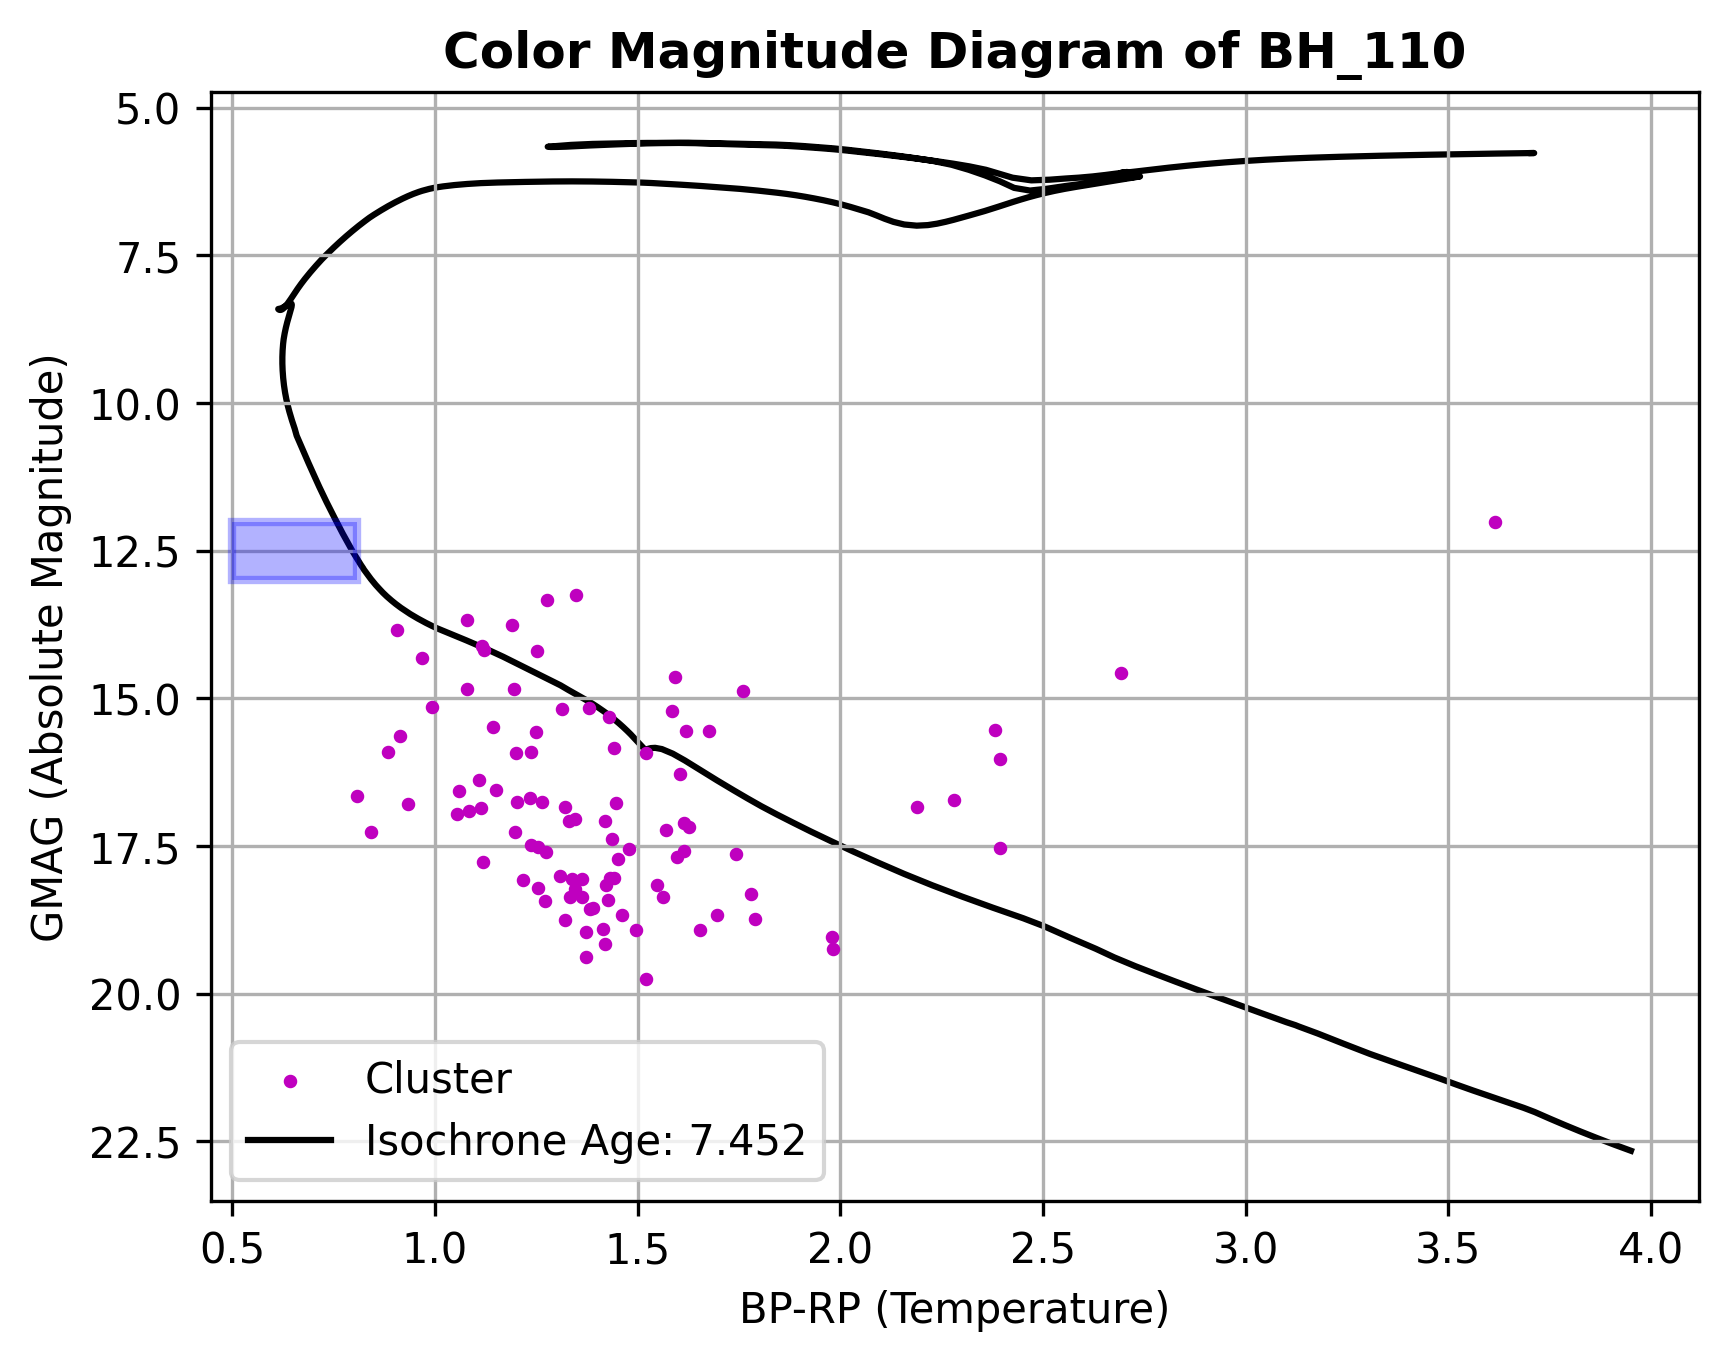 Color Magnitude Diagram of BH_110
GMAG (Absolute Magnitude)
5.0
7.5
10.0
12.5
15.0
17.5
20.0
22.5
Cluster
Isochrone Age: 7.452
0.5 1.0 1.5 2.0 2.5 3.0 3.5 4.0
BP-RP (Temperature)